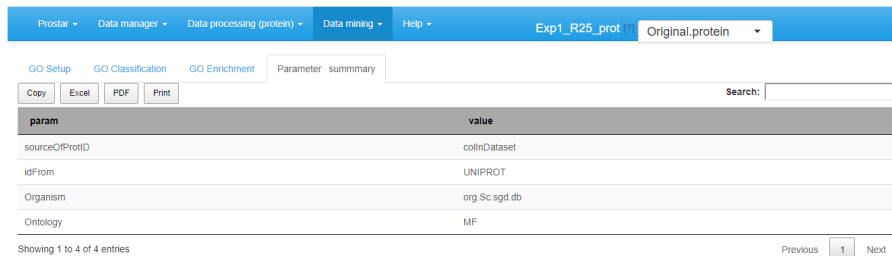 Prostar Data manager Data processing (protein) Data mining Help Exp1_R25_prot [?] Original.protein
GO Setup GO Classification GO Enrichment Parameter summmary
Copy Excel PDF Print Search:
param value
sourceOfProtID colInDataset
idFrom UNIPROT
Organism org.Sc.sgd.db
Ontology MF
Showing 1 to 4 of 4 entries Previous 1 Next